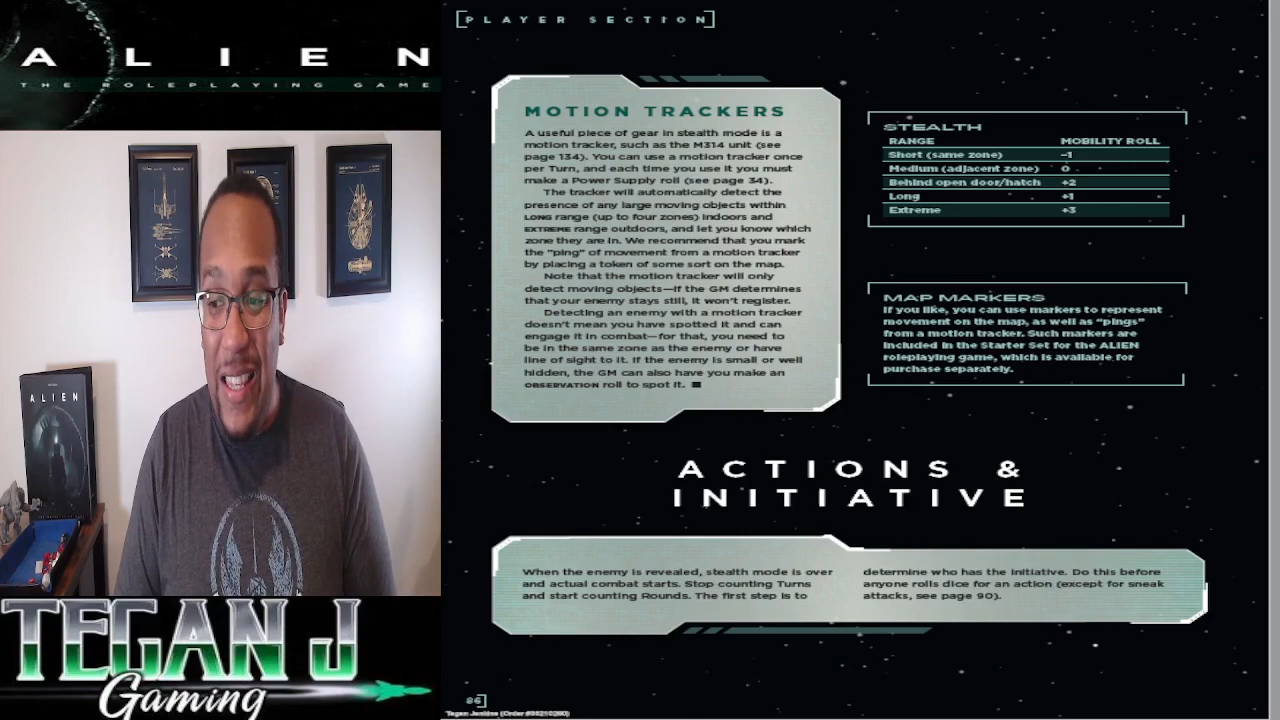 ALIEN
THE ROLEPLAYING GAME
ALIEN
TEGAN J
Gaming
[PLAYER SECTION]
MOTION TRACKERS
A useful piece of gear in stealth mode is a
motion tracker, such as the M314 unit (see
page 134). You can use a motion tracker once
per Turn, and each time you use it you must
make a Power Supply roll (see page 34).
The tracker will automatically detect the
presence of any large moving objects within
LONG range (up to four zones) indoors and
EXTREME range outdoors, and let you know which
zone they are in. We recommend that you mark
the "ping" of movement from a motion tracker
by placing a token of some sort on the map.
Note that the motion tracker will only
detect moving objects—if the GM determines
that your enemy stays still, it won't register.
Detecting an enemy with a motion tracker
doesn't mean you have spotted it and can
engage it in combat—for that, you need to
be in the same zone as the enemy or have
line of sight to it. If the enemy is small or well
hidden, the GM can also have you make an
OBSERVATION roll to spot it. ■
STEALTH
RANGE MOBILITY ROLL
Short (same zone) –1
Medium (adjacent zone) 0
Behind open door/hatch +2
Long +1
Extreme +3
MAP MARKERS
If you like, you can use markers to represent
movement on the map, as well as "pings"
from a motion tracker. Such markers are
included in the Starter Set for the ALIEN
roleplaying game, which is available for
purchase separately.
ACTIONS &
INITIATIVE
When the enemy is revealed, stealth mode is over
and actual combat starts. Stop counting Turns
and start counting Rounds. The first step is to
determine who has the initiative. Do this before
anyone rolls dice for an action (except for sneak
attacks, see page 90).
86]